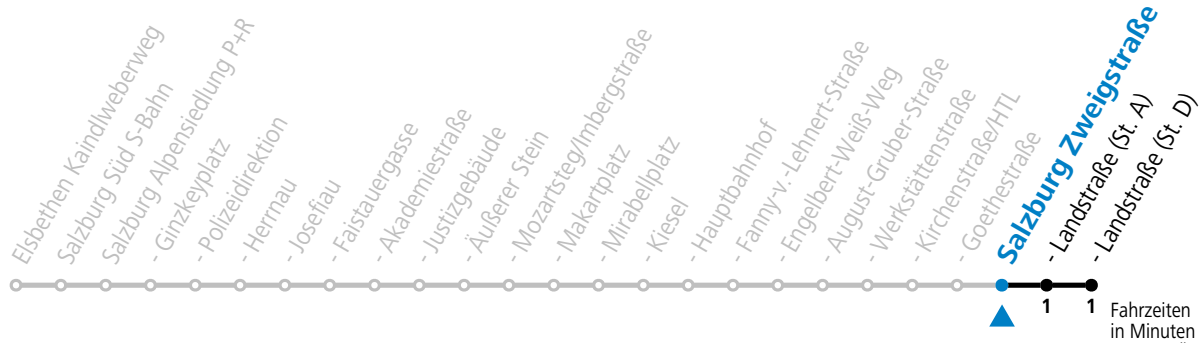 Elsbethen Kaindlweberweg
Salzburg Süd S-Bahn
Salzburg Alpensiedlung P+R
- Ginzkeyplatz
- Polizeidirektion
- Herrnau
- Josefiau
- Faistauergasse
- Akademiestraße
- Justizgebäude
- Äußerer Stein
- Mozartsteg/Imbergstraße
- Makartplatz
- Mirabellplatz
- Kiesel
- Hauptbahnhof
- Fanny-v.-Lehnert-Straße
- Engelbert-Weiß-Weg
- August-Gruber-Straße
- Werkstättenstraße
- Kirchenstraße/HTL
- Goethestraße
Salzburg Zweigstraße
- Landstraße (St. A)
- Landstraße (St. D)
1 1 Fahrzeiten
in Minuten